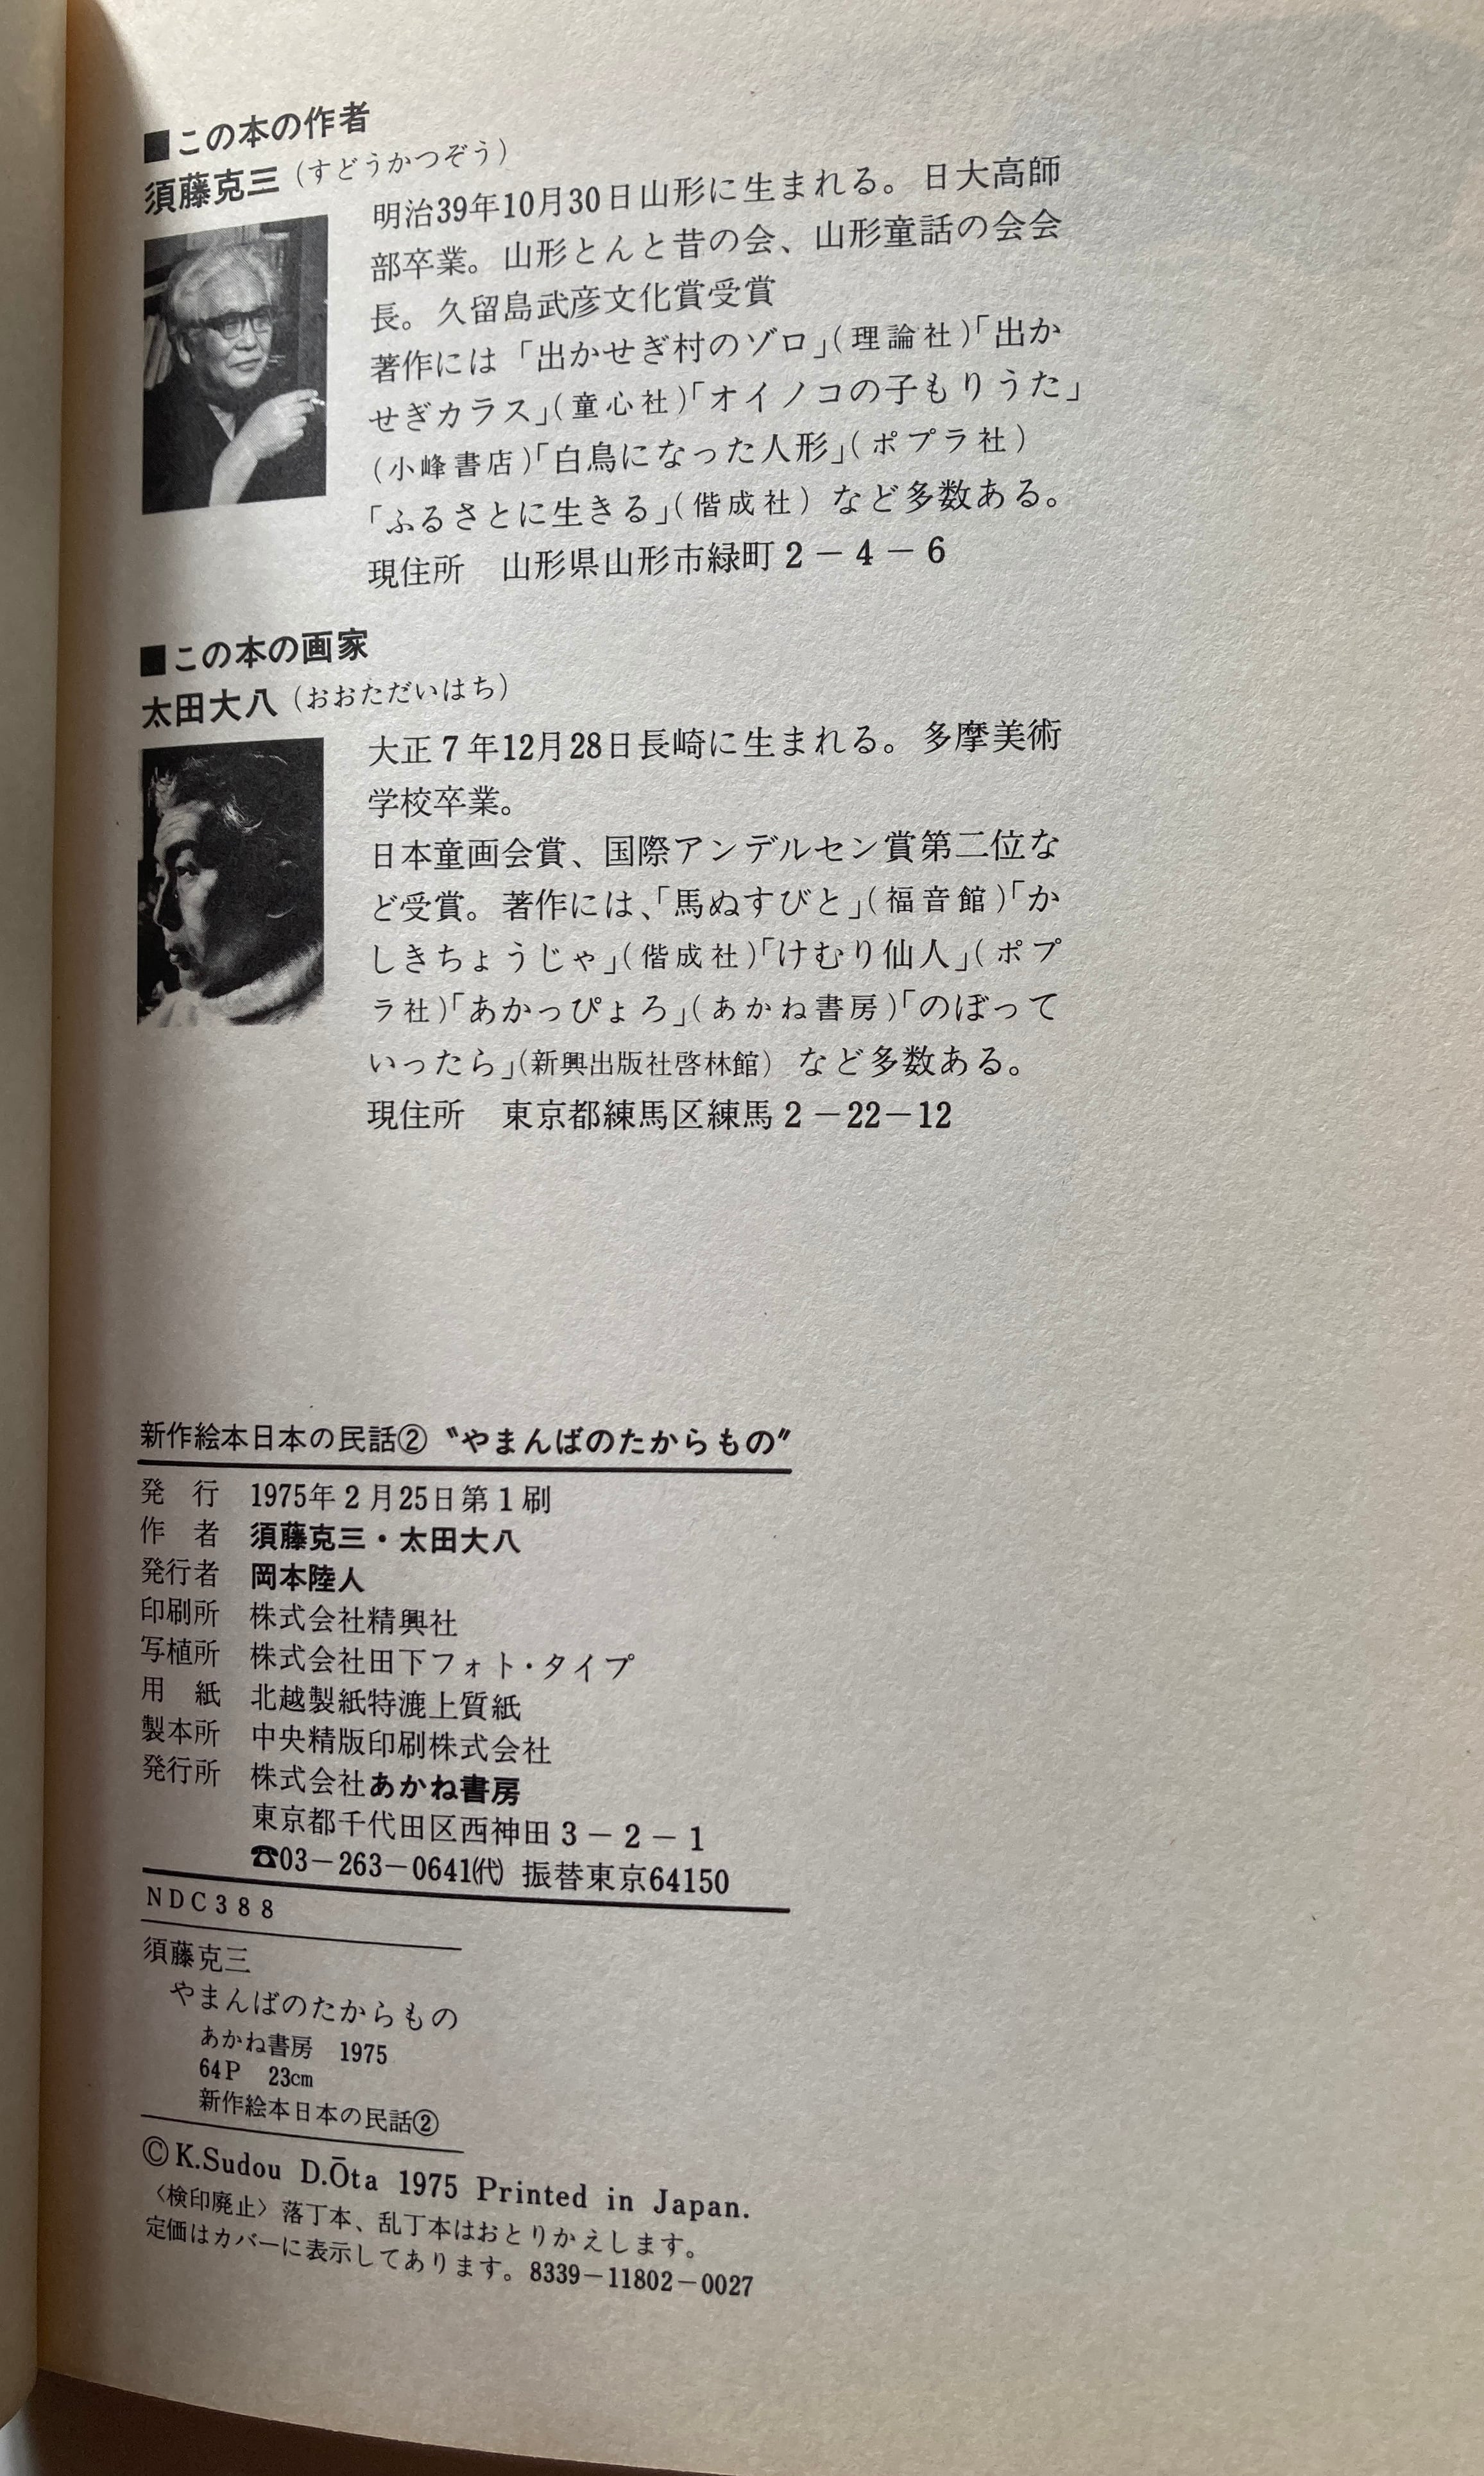 ■この本の作者
須藤克三（すどうかつぞう）
明治39年10月30日山形に生まれる。日大高師
部卒業。山形とんと昔の会、山形童話の会会
長。久留島武彦文化賞受賞
著作には「出かせぎ村のゾロ」（理論社）「出か
せぎカラス」（童心社）「オイノコの子もりうた」
（小峰書店）「白鳥になった人形」（ポプラ社）
「ふるさとに生きる」（偕成社）など多数ある。
現住所　山形県山形市緑町2－4－6
■この本の画家
太田大八（おおただいはち）
大正7年12月28日長崎に生まれる。多摩美術
学校卒業。
日本童画会賞、国際アンデルセン賞第二位な
ど受賞。著作には、「馬ぬすびと」（福音館）「か
しきちょうじゃ」（偕成社）「けむり仙人」（ポプ
ラ社）「あかっぴょろ」（あかね書房）「のぼって
いったら」（新興出版社啓林館）など多数ある。
現住所　東京都練馬区練馬2－22－12
新作絵本日本の民話②〝やまんばのたからもの〟
発　行　1975年2月25日第1刷
作　者　須藤克三・太田大八
発行者　岡本陸人
印刷所　株式会社精興社
写植所　株式会社田下フォト・タイプ
用　紙　北越製紙特漉上質紙
製本所　中央精版印刷株式会社
発行所　株式会社あかね書房
東京都千代田区西神田3－2－1
☎03－263－0641㈹ 振替東京64150
NDC388
須藤克三
やまんばのたからもの
あかね書房　1975
64P　23cm
新作絵本日本の民話②
©K.Sudou D.Ōta 1975 Printed in Japan.
〈検印廃止〉落丁本、乱丁本はおとりかえします。
定価はカバーに表示してあります。8339－11802－0027